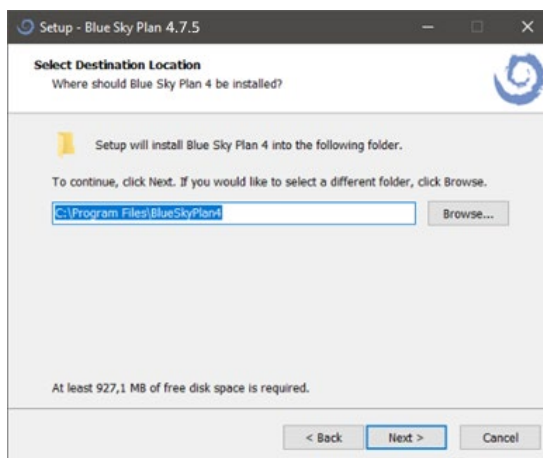 Setup - Blue Sky Plan 4.7.5
Select Destination Location
Where should Blue Sky Plan 4 be installed?
Setup will install Blue Sky Plan 4 into the following folder.
To continue, click Next. If you would like to select a different folder, click Browse.
C:\Program Files\BlueSkyPlan4
Browse...
At least 927,1 MB of free disk space is required.
< Back
Next >
Cancel